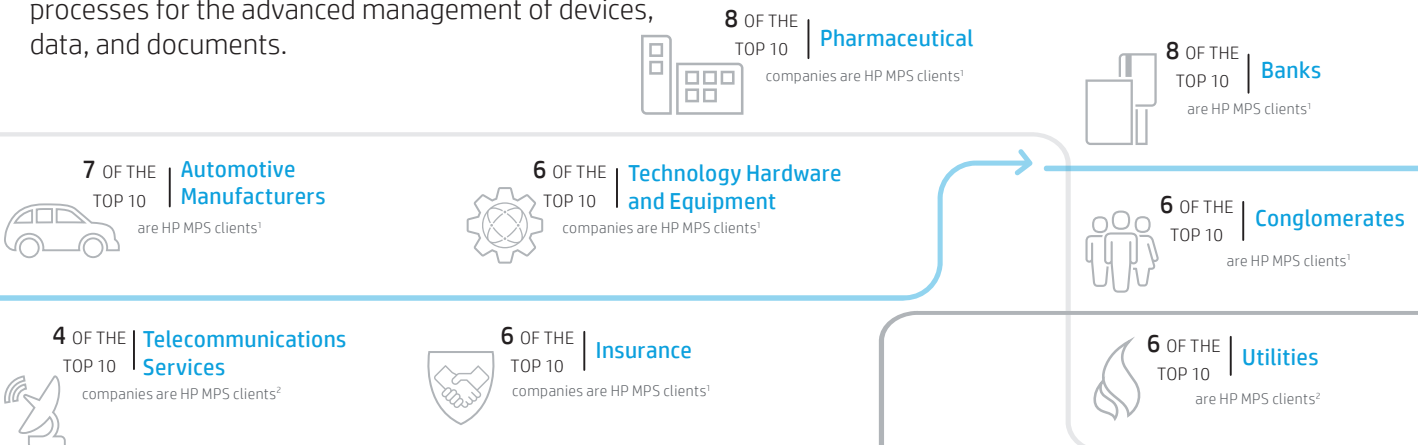 processes for the advanced management of devices,
data, and documents.
8 OF THE
TOP 10
Pharmaceutical
companies are HP MPS clients¹
8 OF THE
TOP 10
Banks
are HP MPS clients¹
7 OF THE
TOP 10
Automotive
Manufacturers
are HP MPS clients¹
6 OF THE
TOP 10
Technology Hardware
and Equipment
companies are HP MPS clients¹
6 OF THE
TOP 10
Conglomerates
are HP MPS clients¹
4 OF THE
TOP 10
Telecommunications
Services
companies are HP MPS clients²
6 OF THE
TOP 10
Insurance
companies are HP MPS clients¹
6 OF THE
TOP 10
Utilities
are HP MPS clients²